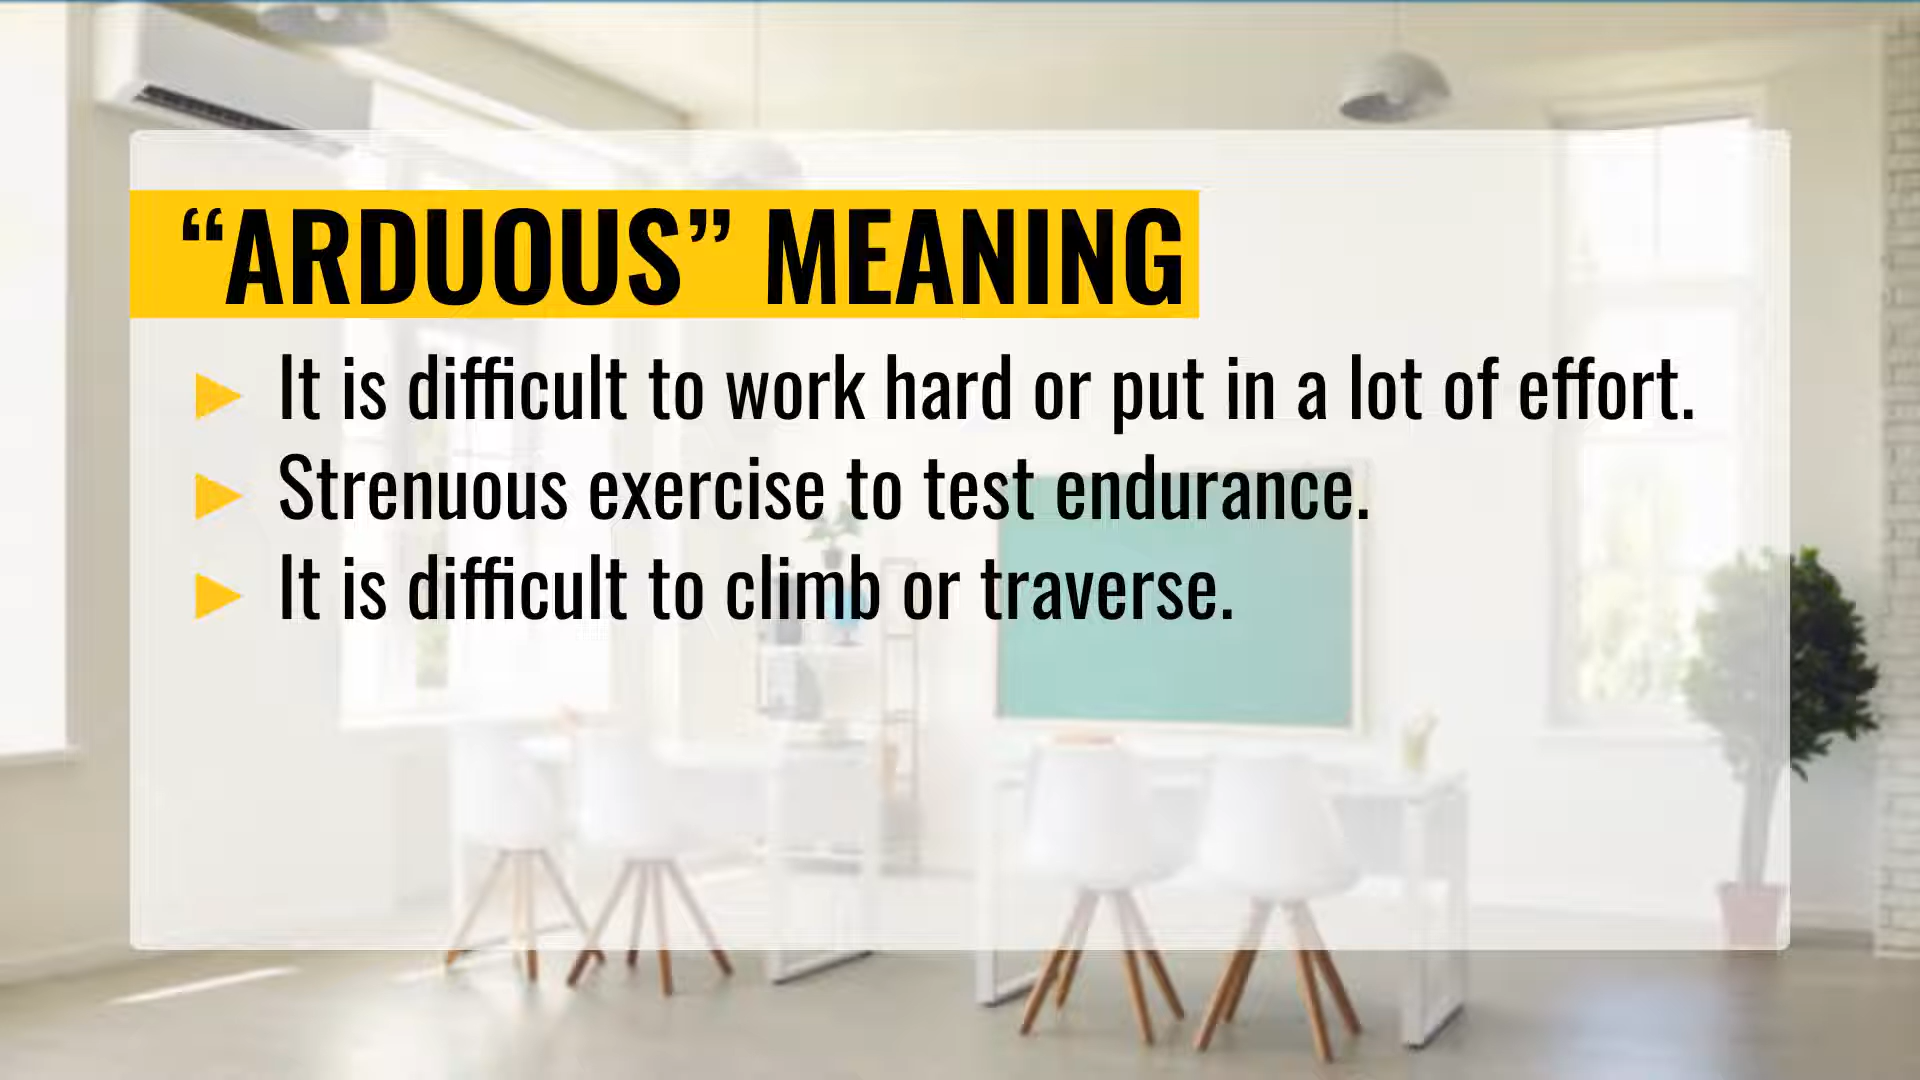 “ARDUOUS” MEANING
► It is difficult to work hard or put in a lot of effort.
► Strenuous exercise to test endurance.
► It is difficult to climb or traverse.